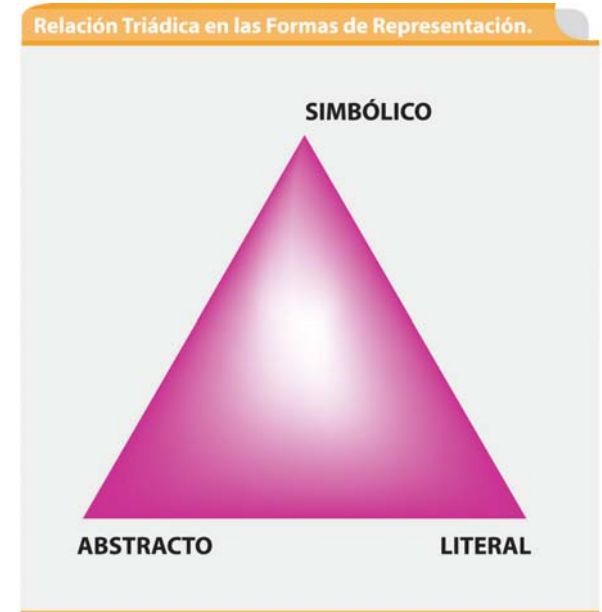 Relación Triádica en las Formas de Representación.
SIMBÓLICO
ABSTRACTO LITERAL